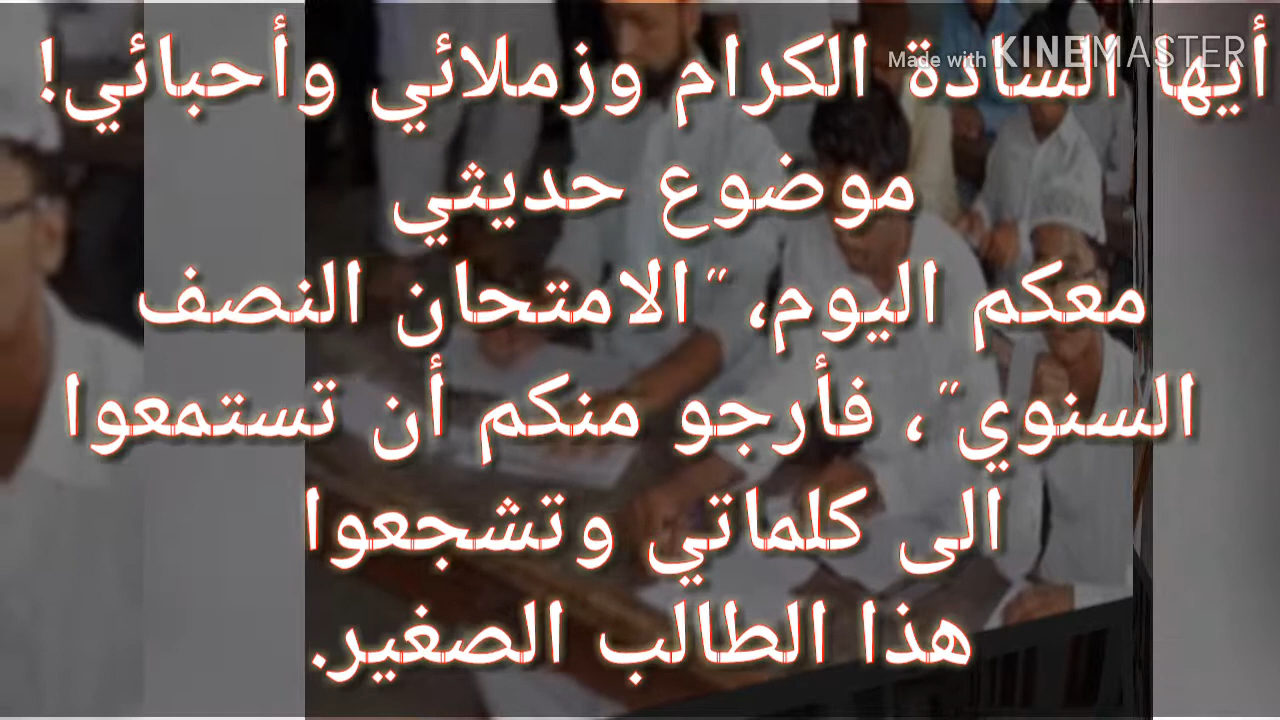 أيها السادة الكرام وزملائي وأحبائي!
Made with KINEMASTER
موضوع حديثي
معكم اليوم، "الامتحان النصف
السنوي"، فأرجو منكم أن تستمعوا
الى كلماتي وتشجعوا
هذا الطالب الصغير.